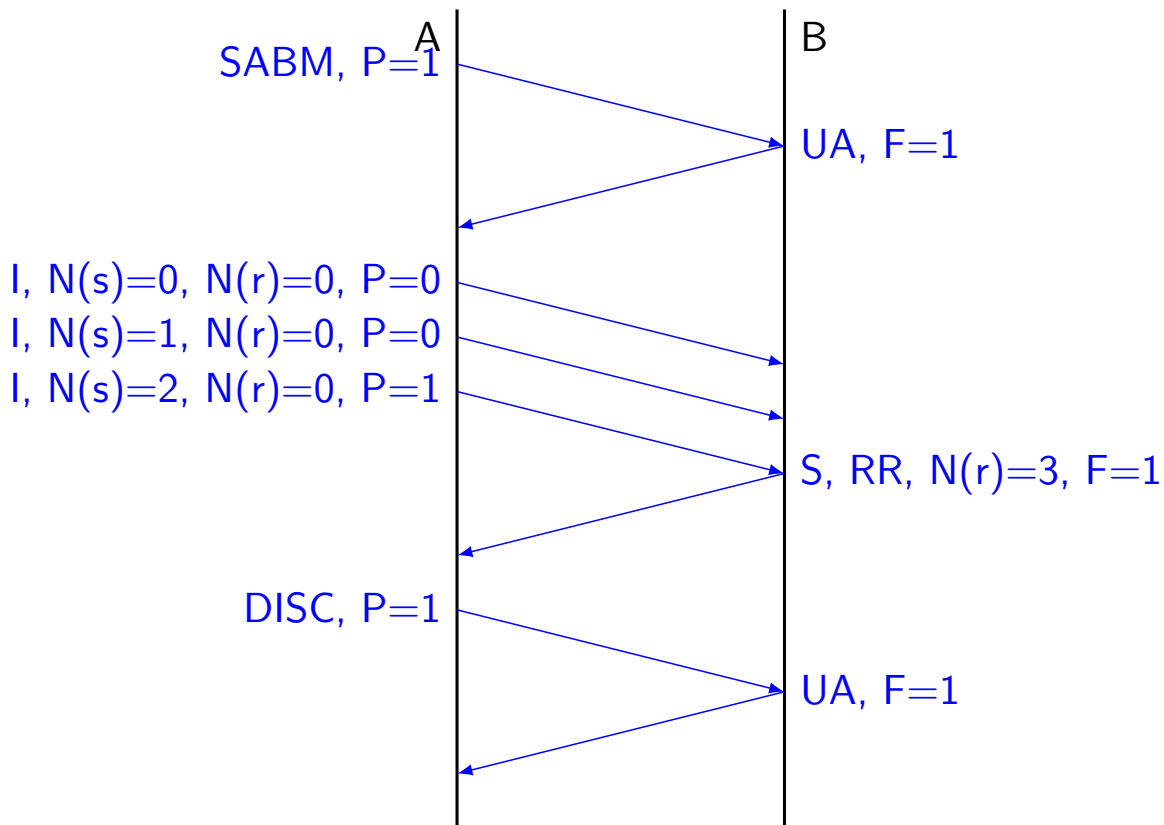 A
B
SABM, P=1
UA, F=1
I, N(s)=0, N(r)=0, P=0
I, N(s)=1, N(r)=0, P=0
I, N(s)=2, N(r)=0, P=1
S, RR, N(r)=3, F=1
DISC, P=1
UA, F=1